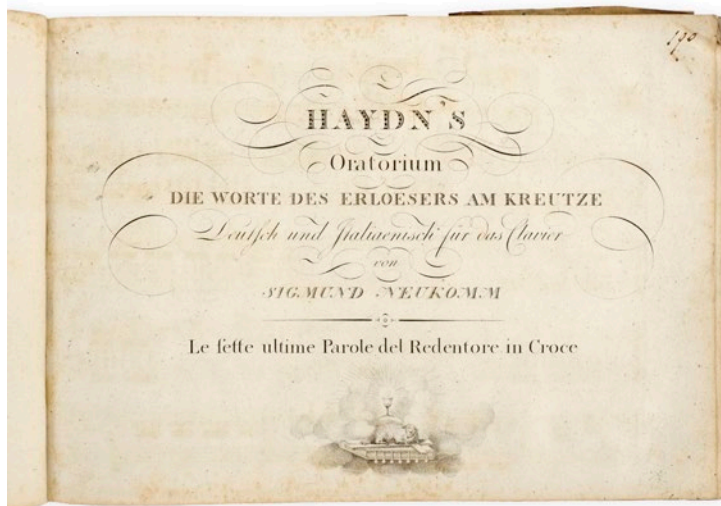 190
HAYDN'S
Oratorium
DIE WORTE DES ERLOESERS AM KREUTZE
Deutſch und Italiaeniſch für das Clavier
von
SIGMUND NEUKOMM
Le ſette ultime Parole del Redentore in Croce